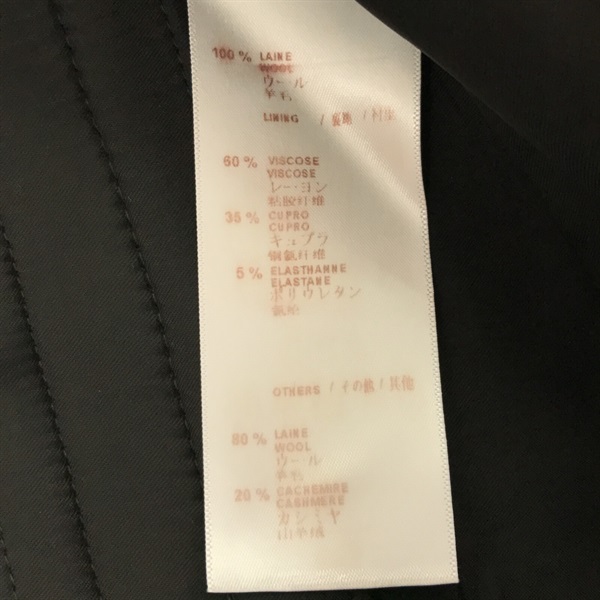 100 % LAINE
WOOL
ウール
羊毛
LINING / 裏地 / 衬里
60 % VISCOSE
VISCOSE
レーヨン
粘胶纤维
35 % CUPRO
CUPRO
キュプラ
铜氨纤维
5 % ELASTHANNE
ELASTANE
ポリウレタン
氨纶
OTHERS / その他 / 其他
80 % LAINE
WOOL
ウール
羊毛
20 % CACHEMIRE
CASHMERE
カシミヤ
山羊绒